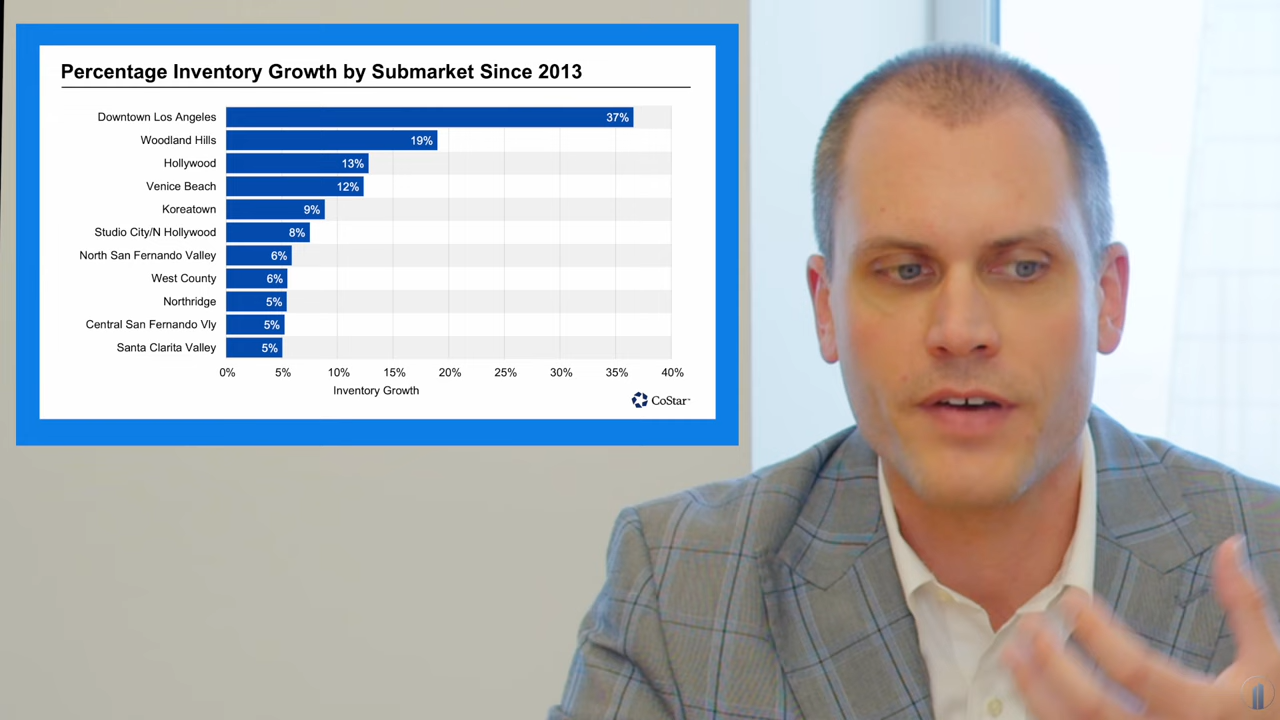 Percentage Inventory Growth by Submarket Since 2013
Downtown Los Angeles 37%
Woodland Hills 19%
Hollywood 13%
Venice Beach 12%
Koreatown 9%
Studio City/N Hollywood 8%
North San Fernando Valley 6%
West County 6%
Northridge 5%
Central San Fernando Vly 5%
Santa Clarita Valley 5%
0% 5% 10% 15% 20% 25% 30% 35% 40%
Inventory Growth
CoStar™